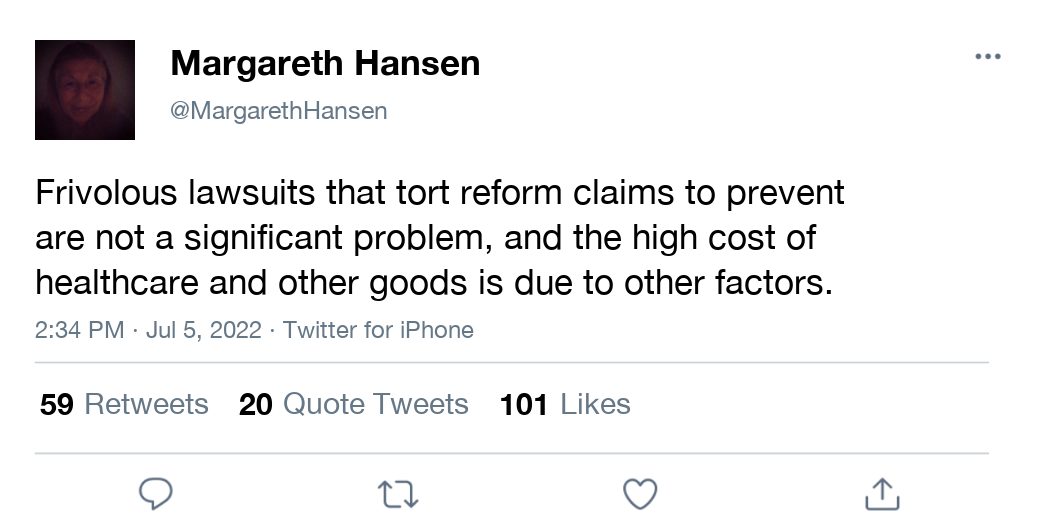 Margareth Hansen
@MargarethHansen
Frivolous lawsuits that tort reform claims to prevent
are not a significant problem, and the high cost of
healthcare and other goods is due to other factors.
2:34 PM · Jul 5, 2022 · Twitter for iPhone
59 Retweets 20 Quote Tweets 101 Likes